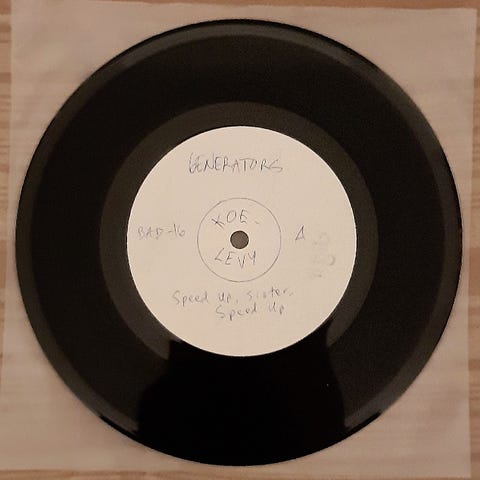 GENERATORS
XOE-
LEVY
BAD-16
A
Speed Up, Sister,
Speed Up